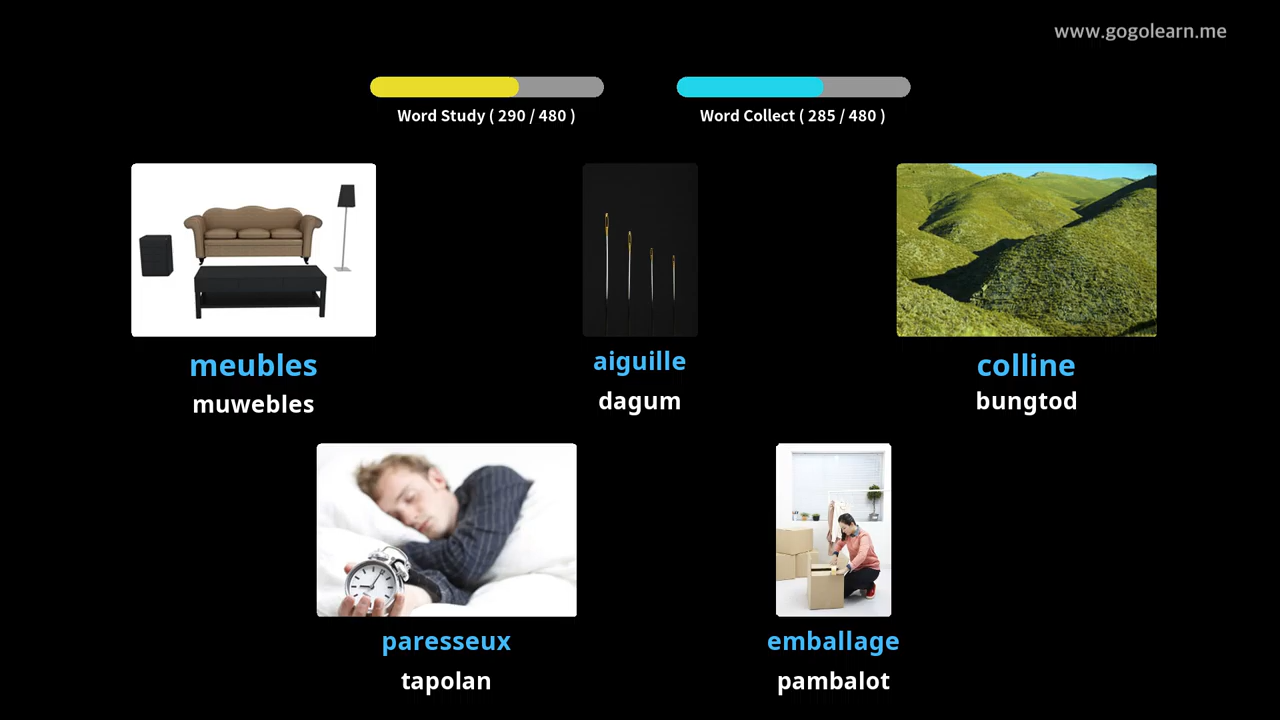 www.gogolearn.me
Word Study ( 290 / 480 )
Word Collect ( 285 / 480 )
meubles
muwebles
aiguille
dagum
colline
bungtod
paresseux
tapolan
emballage
pambalot